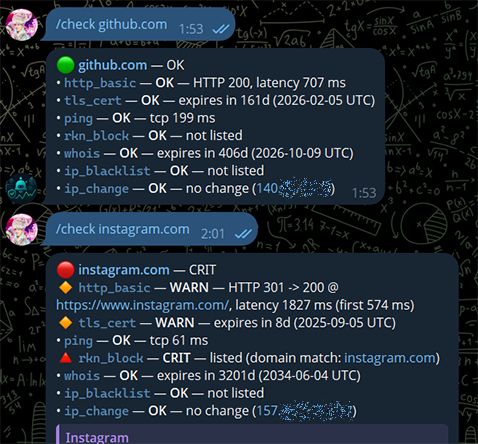 /check github.com 1:53
github.com — OK
• http_basic — OK — HTTP 200, latency 707 ms
• tls_cert — OK — expires in 161d (2026-02-05 UTC)
• ping — OK — tcp 199 ms
• rkn_block — OK — not listed
• whois — OK — expires in 406d (2026-10-09 UTC)
• ip_blacklist — OK — not listed
• ip_change — OK — no change (140.) 1:53
/check instagram.com 2:01
instagram.com — CRIT
http_basic — WARN — HTTP 301 -> 200 @
https://www.instagram.com/, latency 1827 ms (first 574 ms)
tls_cert — WARN — expires in 8d (2025-09-05 UTC)
• ping — OK — tcp 61 ms
rkn_block — CRIT — listed (domain match: instagram.com)
• whois — OK — expires in 3201d (2034-06-04 UTC)
• ip_blacklist — OK — not listed
• ip_change — OK — no change (157.)
Instagram